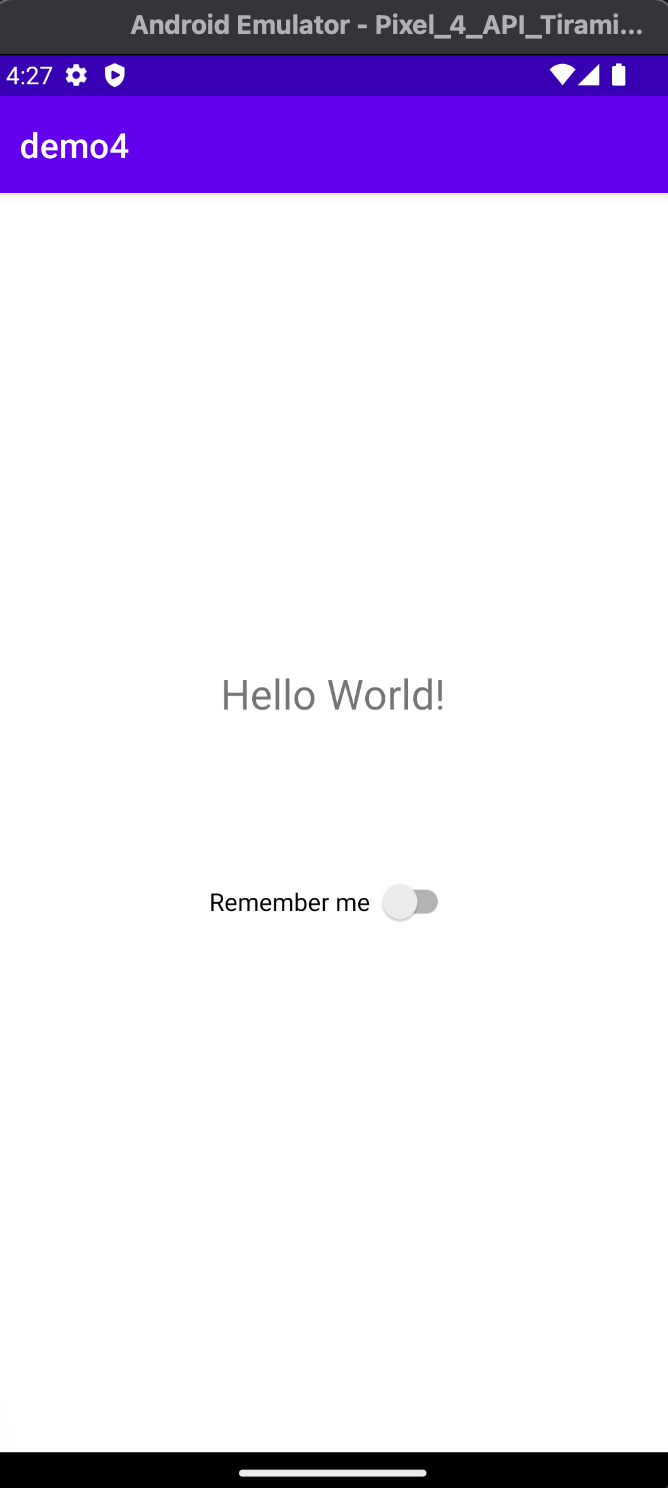 Android Emulator - Pixel_4_API_Tirami...
4:27
demo4
Hello World!
Remember me